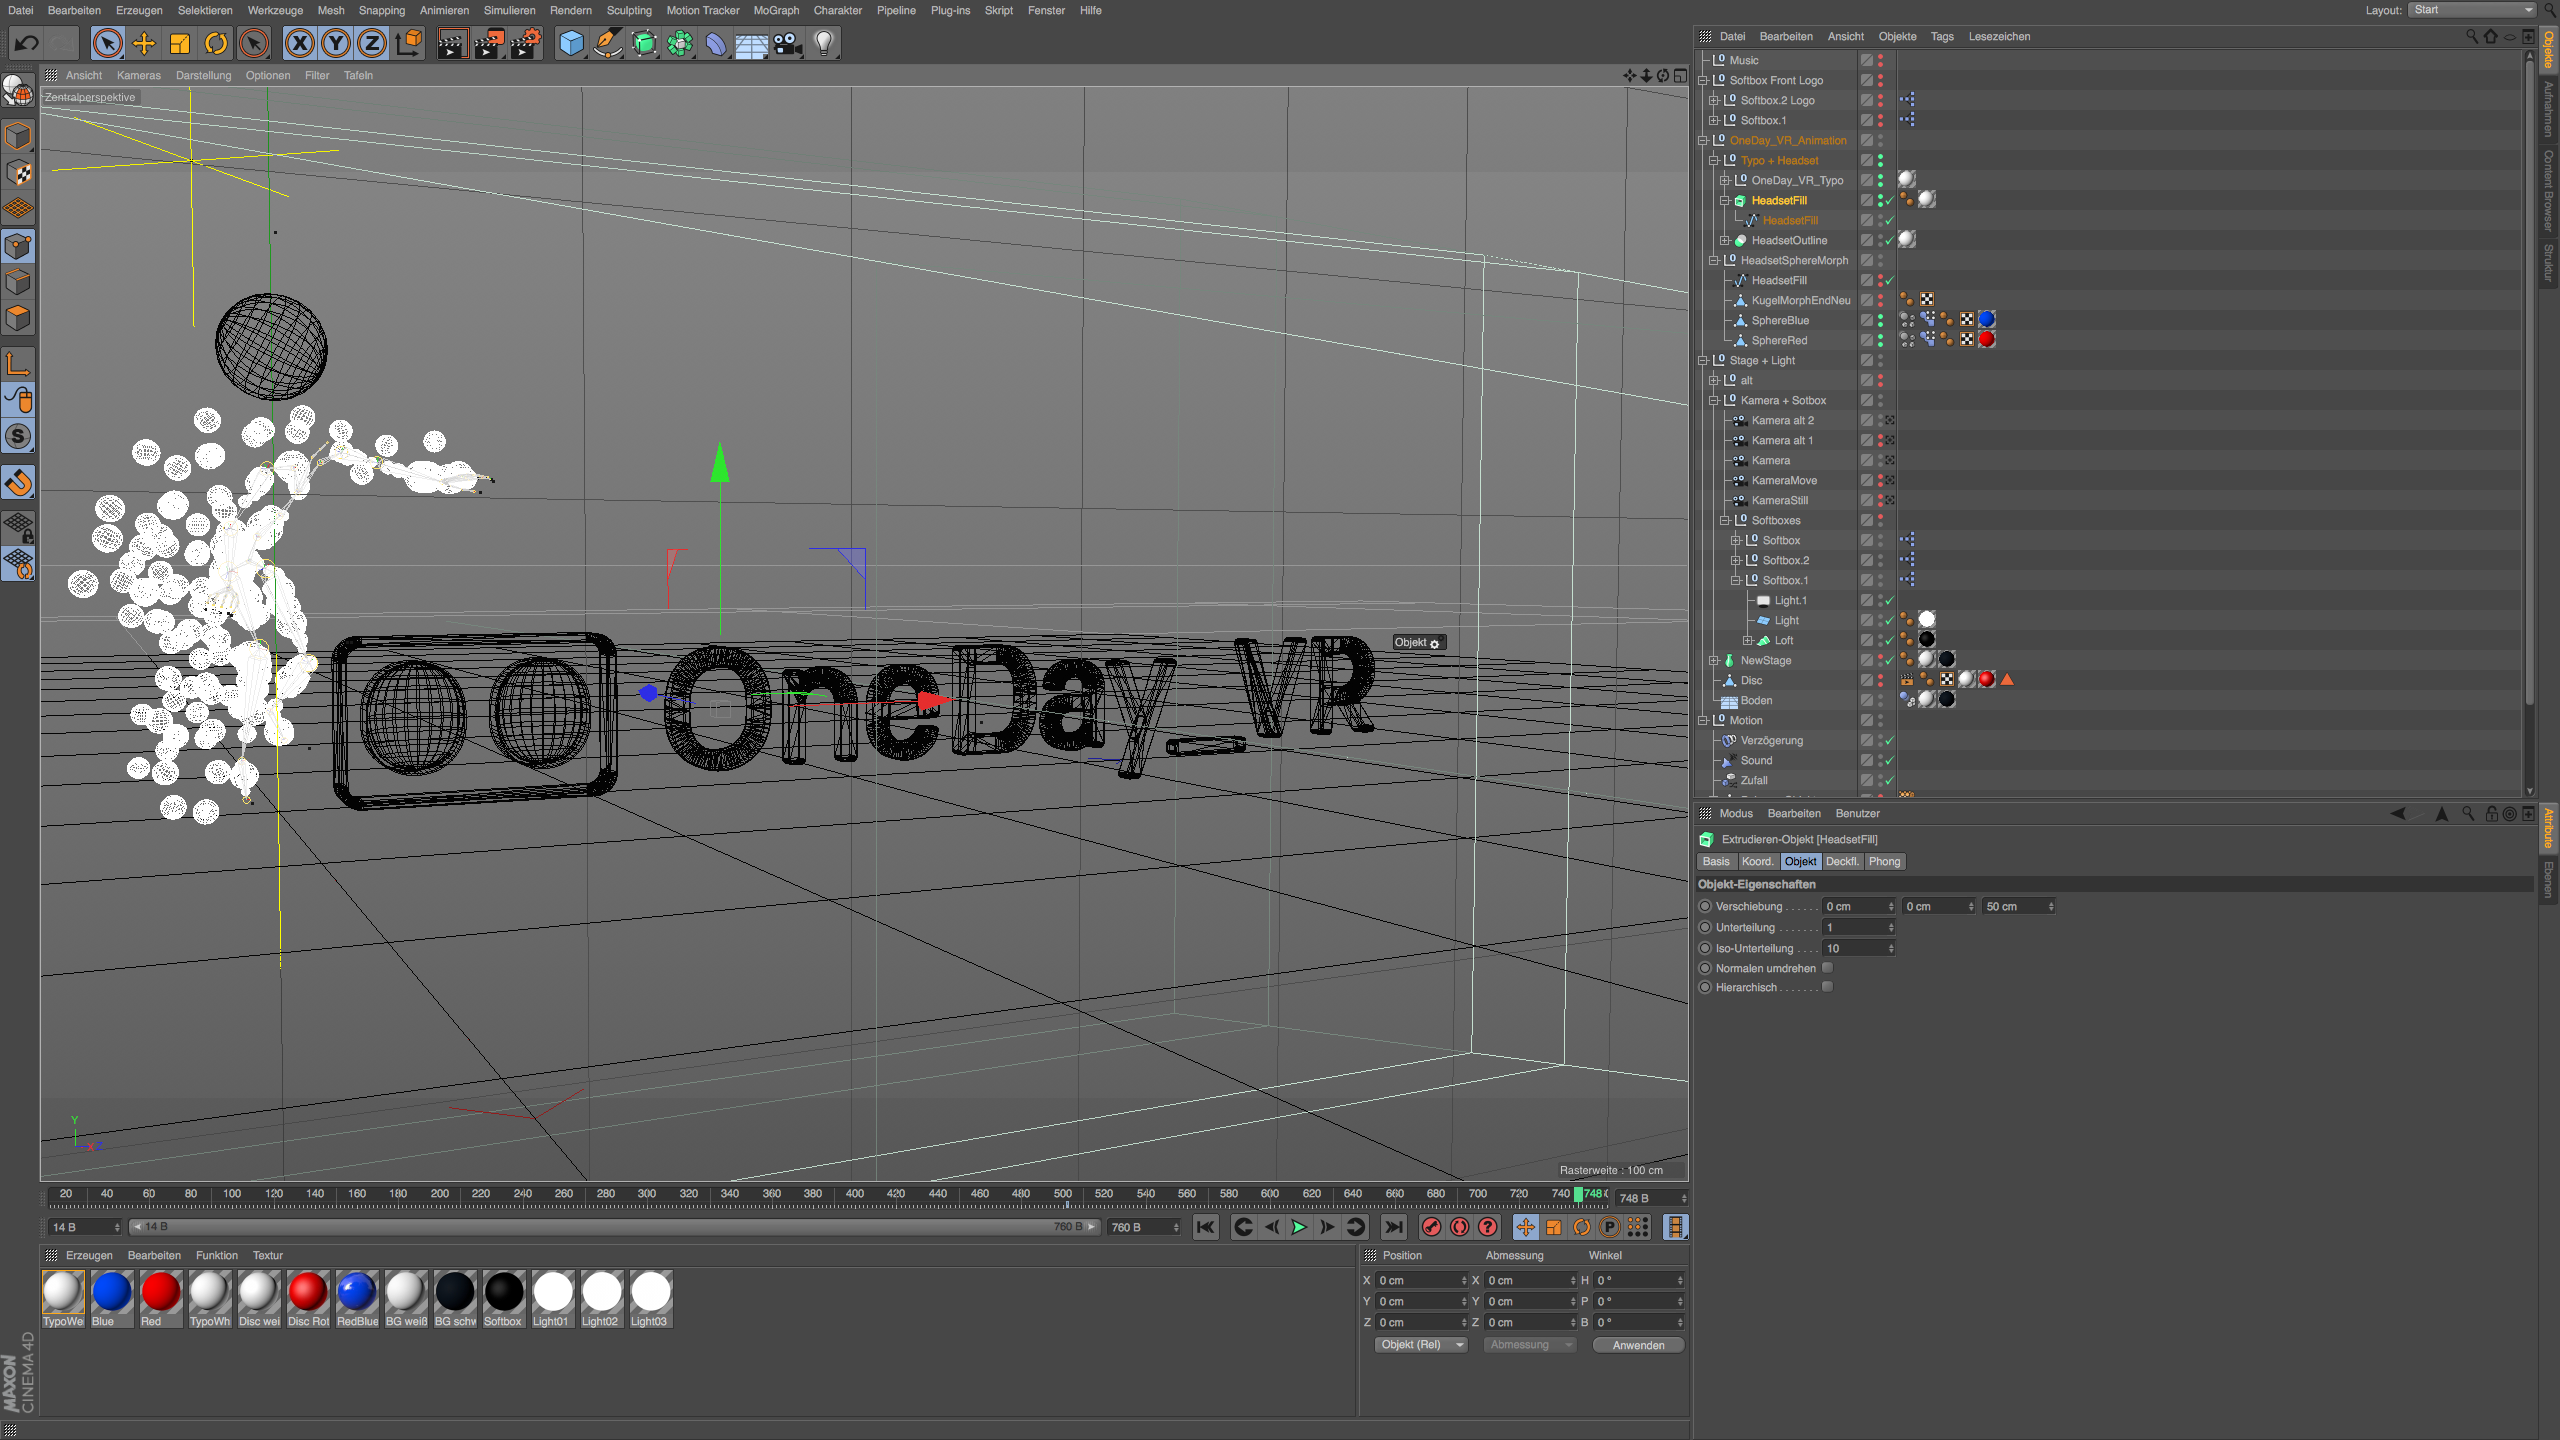 Datei Bearbeiten Erzeugen Selektieren Werkzeuge Mesh Snapping Animieren Simulieren Rendern Sculpting Motion Tracker MoGraph Charakter Pipeline Plug-ins Skript Fenster Hilfe Layout: Start
X Y Z
Datei Bearbeiten Ansicht Objekte Tags Lesezeichen
Ansicht Kameras Darstellung Optionen Filter Tafeln
Zentralperspektive
Music
Softbox Front Logo
Softbox.2 Logo
Softbox.1
OneDay_VR_Animation
Typo + Headset
OneDay_VR_Typo
HeadsetFill
HeadsetFill
HeadsetOutline
HeadsetSphereMorph
HeadsetFill
KugelMorphEndNeu
SphereBlue
SphereRed
Stage + Light
alt
Kamera + Sotbox
Kamera alt 2
Kamera alt 1
Kamera
KameraMove
KameraStill
Softboxes
Softbox
Softbox.2
Softbox.1
Light.1
Light
Loft
NewStage
Disc
Boden
Motion
Verzögerung
Sound
Zufall
Objekte
Aufnahmen
Content Browser
Struktur
OneDay_VR
Objekt
Y
X Z
Rasterweite : 100 cm
Modus Bearbeiten Benutzer
Extrudieren-Objekt [HeadsetFill]
Basis Koord. Objekt Deckfl. Phong
Objekt-Eigenschaften
Verschiebung . . . . . . 0 cm 0 cm 50 cm
Unterteilung . . . . . . 1
Iso-Unterteilung . . . . 10
Normalen umdrehen
Hierarchisch . . . . . . .
Attribute
Ebenen
20 40 60 80 100 120 140 160 180 200 220 240 260 280 300 320 340 360 380 400 420 440 460 480 500 520 540 560 580 600 620 640 660 680 700 720 740 748 748 B
14 B 14 B 760 B 760 B
Erzeugen Bearbeiten Funktion Textur
TypoWei Blue Red TypoWh Disc wei Disc Rot RedBlue BG weiß BG schw Softbox Light01 Light02 Light03
Position Abmessung Winkel
X 0 cm X 0 cm H 0 °
Y 0 cm Y 0 cm P 0 °
Z 0 cm Z 0 cm B 0 °
Objekt (Rel) Abmessung Anwenden
MAXON
CINEMA 4D